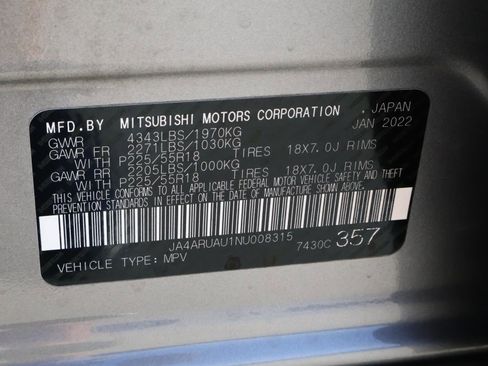 MFD.BY MITSUBISHI MOTORS CORPORATION . JAPAN
GVWR 4343LBS/1970KG JAN 2022
GAWR FR 2271LBS/1030KG
WITH P225/55R18 TIRES 18X7.0J RIMS
GAWR RR 2205LBS/1000KG
WITH P225/55R18 TIRES 18X7.0J RIMS
THIS VEHICLE CONFORMS TO ALL APPLICABLE FEDERAL MOTOR VEHICLE SAFETY AND THEFT
PREVENTION STANDARDS IN EFFECT ON THE DATE OF MANUFACTURE SHOWN ABOVE.
JA4ARUAU1NU008315 7430C 357
VEHICLE TYPE: MPV